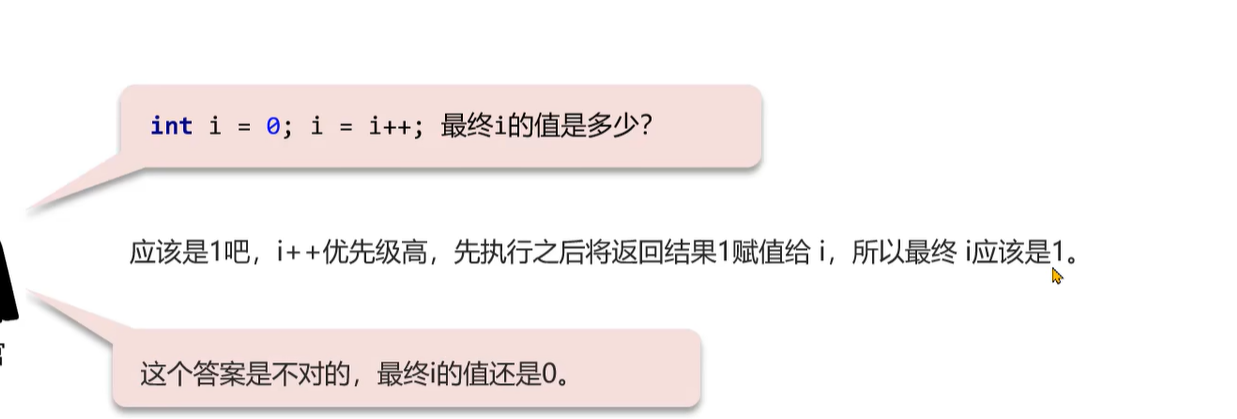 int i = 0; i = i++; 最终i的值是多少？
应该是1吧，i++优先级高，先执行之后将返回结果1赋值给 i，所以最终 i应该是1。
这个答案是不对的，最终i的值还是0。